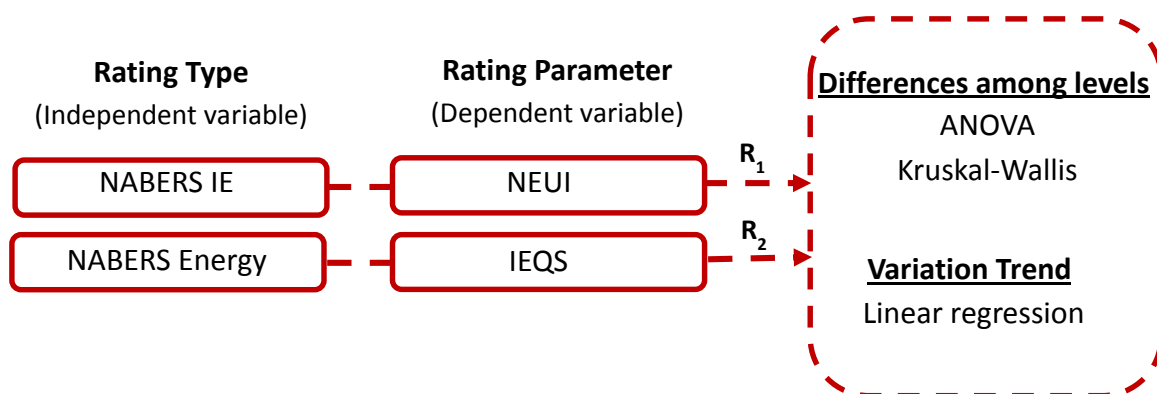 Rating Type
(Independent variable)
Rating Parameter
(Dependent variable)
NABERS IE
NEUI
R1
NABERS Energy
IEQS
R2
Differences among levels
ANOVA
Kruskal-Wallis
Variation Trend
Linear regression